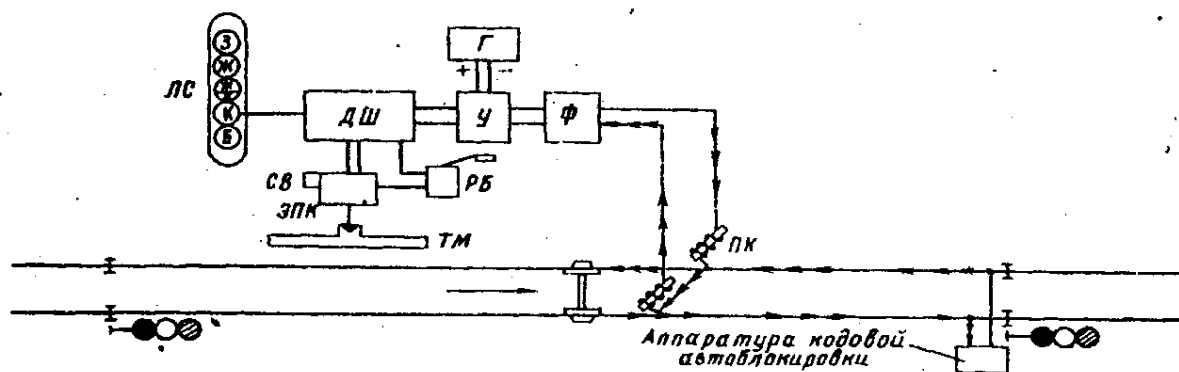 Г
+ −
З
Ж
ЛС
К
Б
ДШ
У
Ф
СВ
ЭПК
РБ
ТМ
ПК
Аппаратура кодовой
автоблокировки